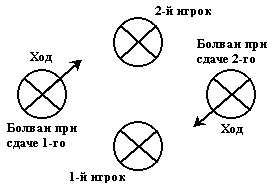 2-й игрок
Ход
Болван при
сдаче 2-го
Болван при
сдаче 1-го
Ход
1-й игрок